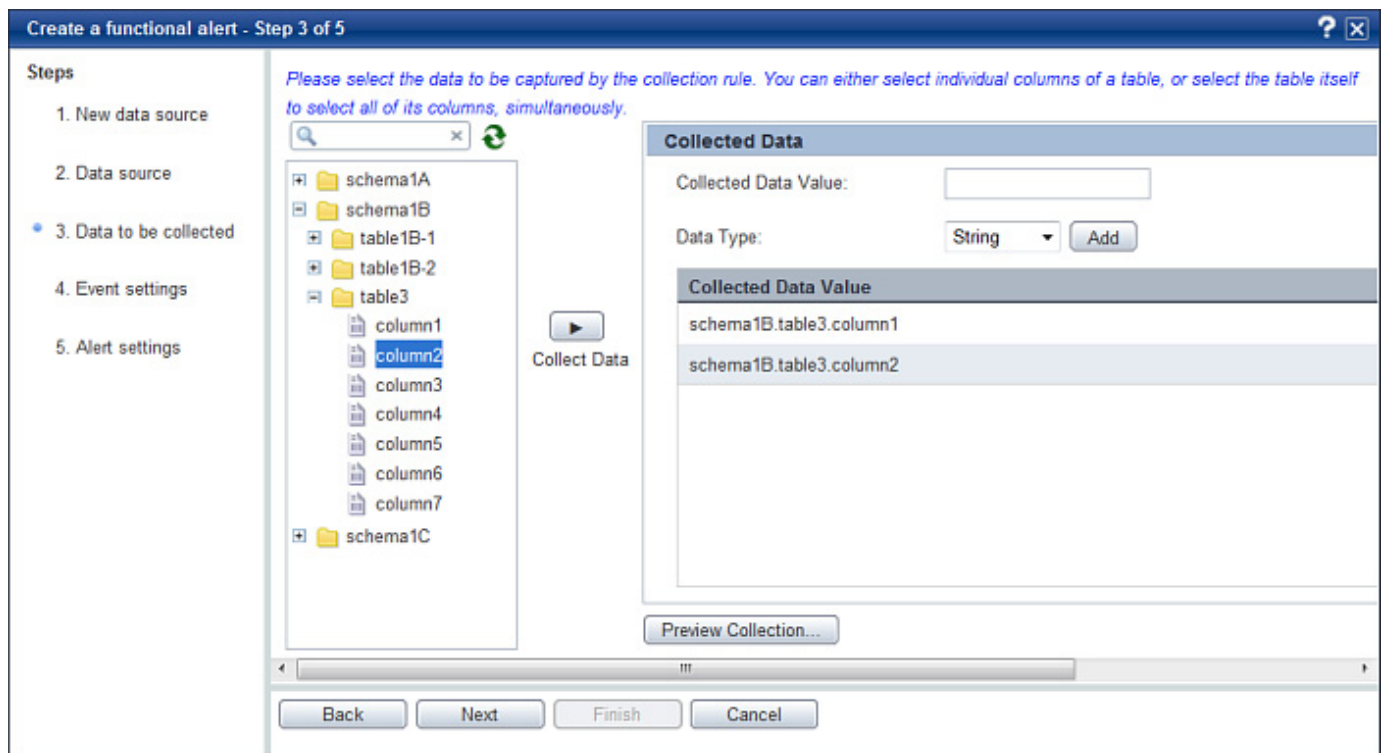 Create a functional alert - Step 3 of 5
?
Steps
1. New data source
2. Data source
3. Data to be collected
4. Event settings
5. Alert settings
Please select the data to be captured by the collection rule. You can either select individual columns of a table, or select the table itself
to select all of its columns, simultaneously.
schema1A
schema1B
table1B-1
table1B-2
table3
column1
column2
column3
column4
column5
column6
column7
schema1C
Collect Data
Collected Data
Collected Data Value:
Data Type: String Add
Collected Data Value
schema1B.table3.column1
schema1B.table3.column2
Preview Collection...
Back Next Finish Cancel